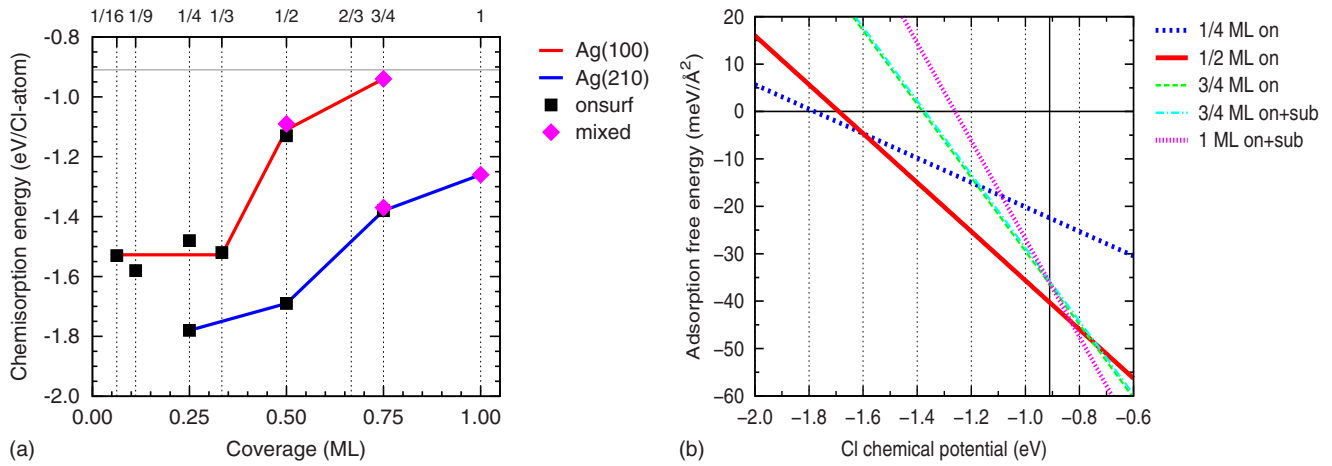 1/16 1/9 1/4 1/3 1/2 2/3 3/4 1
−0.8
−1.0
−1.2
−1.4
−1.6
−1.8
−2.0
Chemisorption energy (eV/Cl-atom)
0.00 0.25 0.50 0.75 1.00
Coverage (ML)
(a)
Ag(100)
Ag(210)
onsurf
mixed
20
10
0
−10
−20
−30
−40
−50
−60
Adsorption free energy (meV/Å²)
−2.0 −1.8 −1.6 −1.4 −1.2 −1.0 −0.8 −0.6
Cl chemical potential (eV)
(b)
1/4 ML on
1/2 ML on
3/4 ML on
3/4 ML on+sub
1 ML on+sub